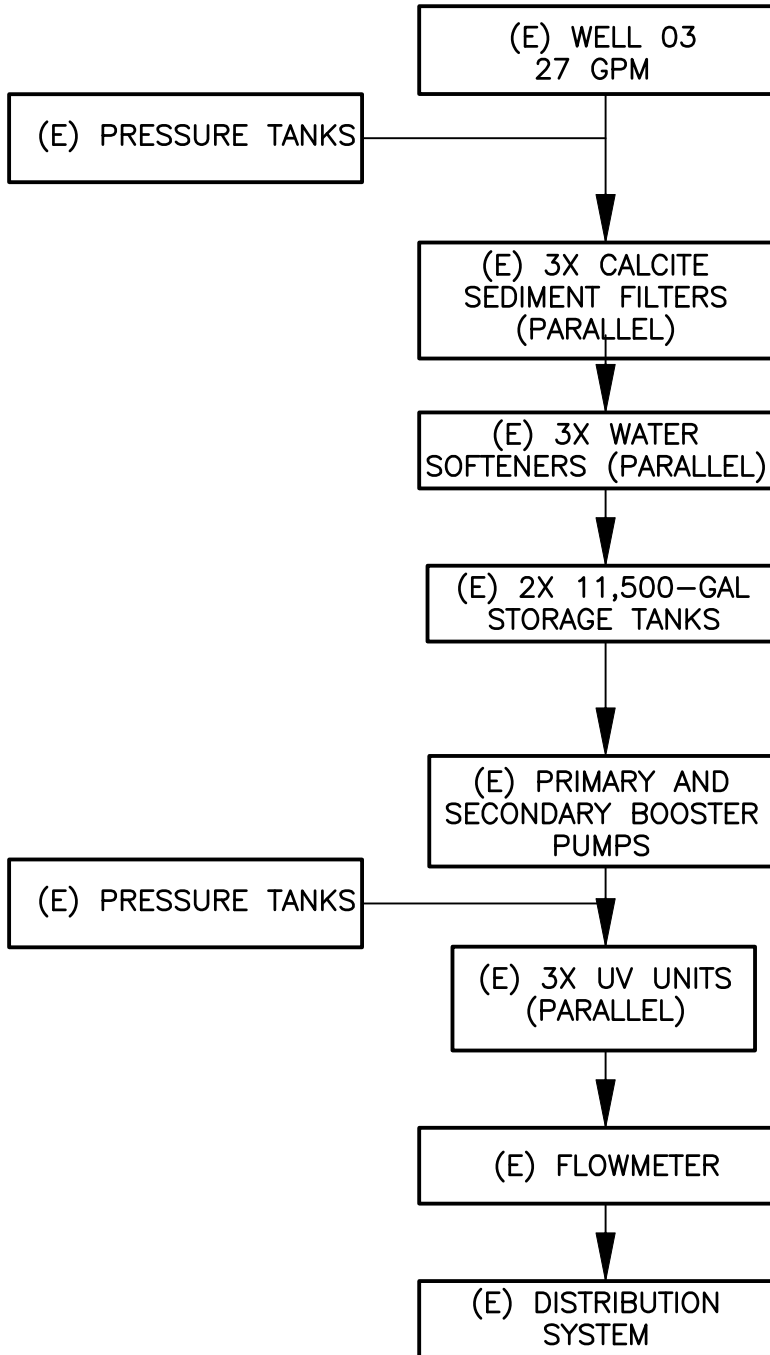 (E) WELL 03
27 GPM
(E) PRESSURE TANKS
(E) 3X CALCITE
SEDIMENT FILTERS
(PARALLEL)
(E) 3X WATER
SOFTENERS (PARALLEL)
(E) 2X 11,500-GAL
STORAGE TANKS
(E) PRIMARY AND
SECONDARY BOOSTER
PUMPS
(E) PRESSURE TANKS
(E) 3X UV UNITS
(PARALLEL)
(E) FLOWMETER
(E) DISTRIBUTION
SYSTEM